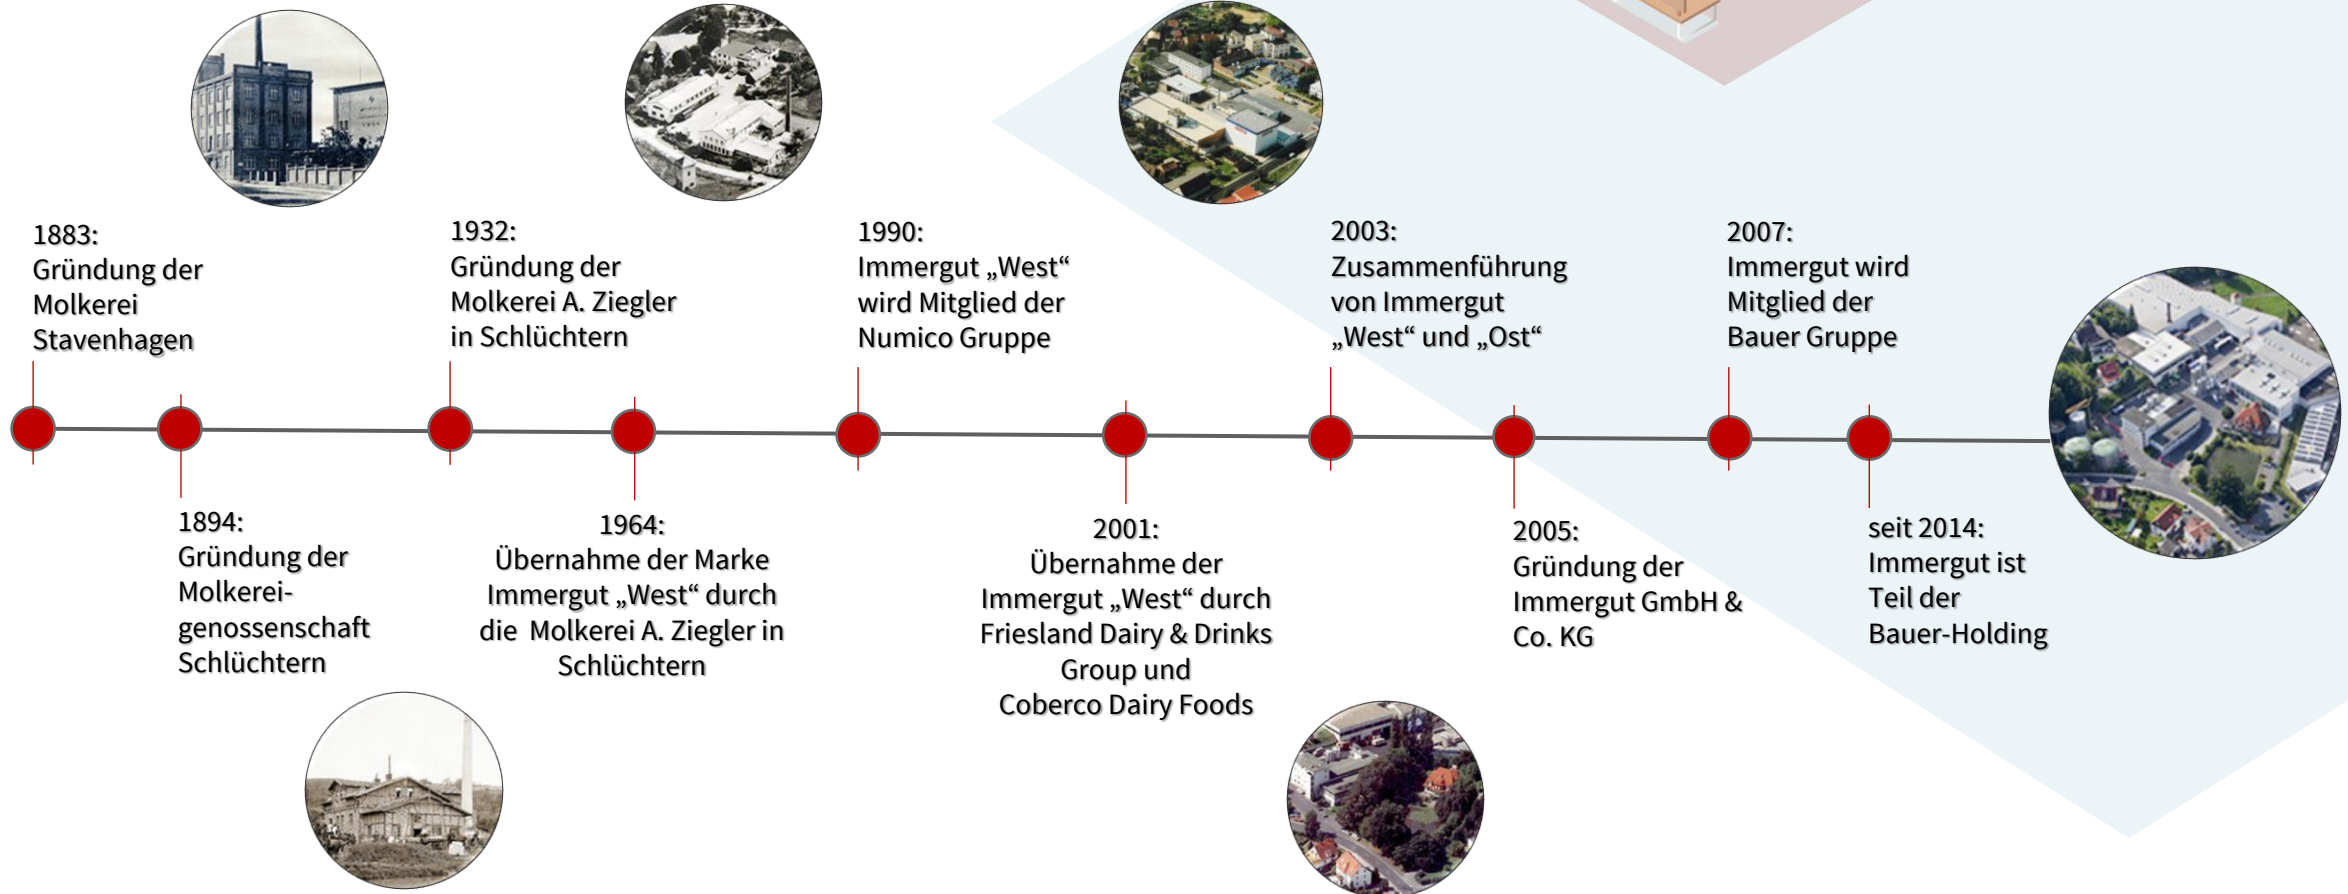 1883:
Gründung der
Molkerei
Stavenhagen
1894:
Gründung der
Molkerei-
genossenschaft
Schlüchtern
1932:
Gründung der
Molkerei A. Ziegler
in Schlüchtern
1964:
Übernahme der Marke
Immergut „West“ durch
die Molkerei A. Ziegler in
Schlüchtern
1990:
Immergut „West“
wird Mitglied der
Numico Gruppe
2001:
Übernahme der
Immergut „West“ durch
Friesland Dairy & Drinks
Group und
Coberco Dairy Foods
2003:
Zusammenführung
von Immergut
„West“ und „Ost“
2005:
Gründung der
Immergut GmbH &
Co. KG
2007:
Immergut wird
Mitglied der
Bauer Gruppe
seit 2014:
Immergut ist
Teil der
Bauer-Holding